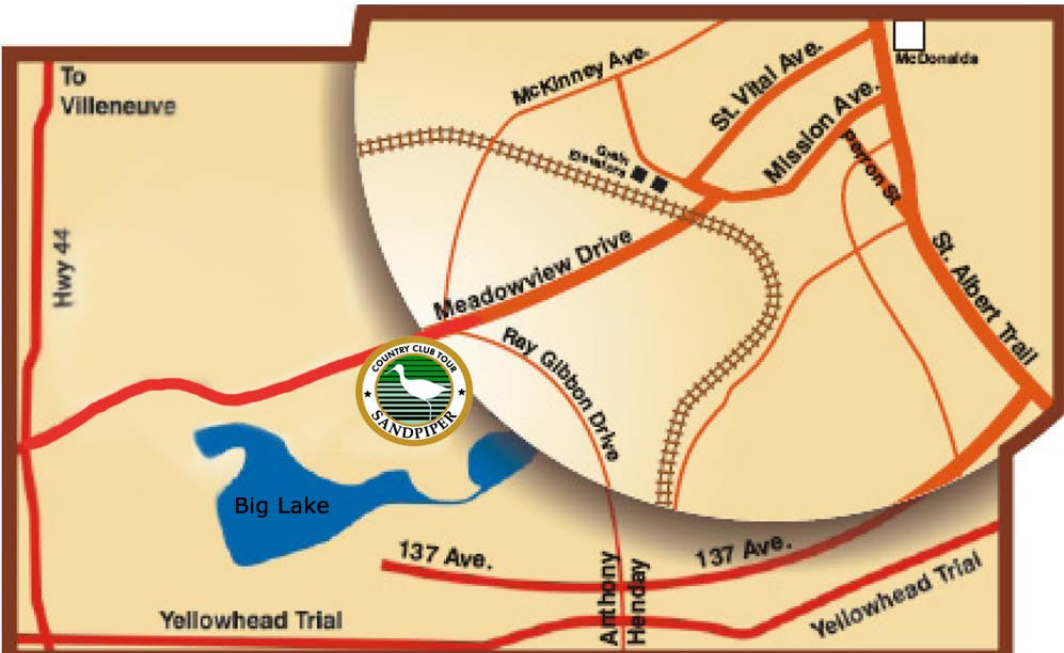 To
Villeneuve
McKinney Ave.
St. Vital Ave.
McDonalds
Mission Ave.
Grain
Elevators
Perron St
Hwy 44
Meadowview Drive
St. Albert Trail
Ray Gibbon Drive
COUNTRY CLUB TOUR
SANDPIPER
Big Lake
137 Ave.
137 Ave.
Anthony
Henday
Yellowhead Trial
Yellowhead Trial